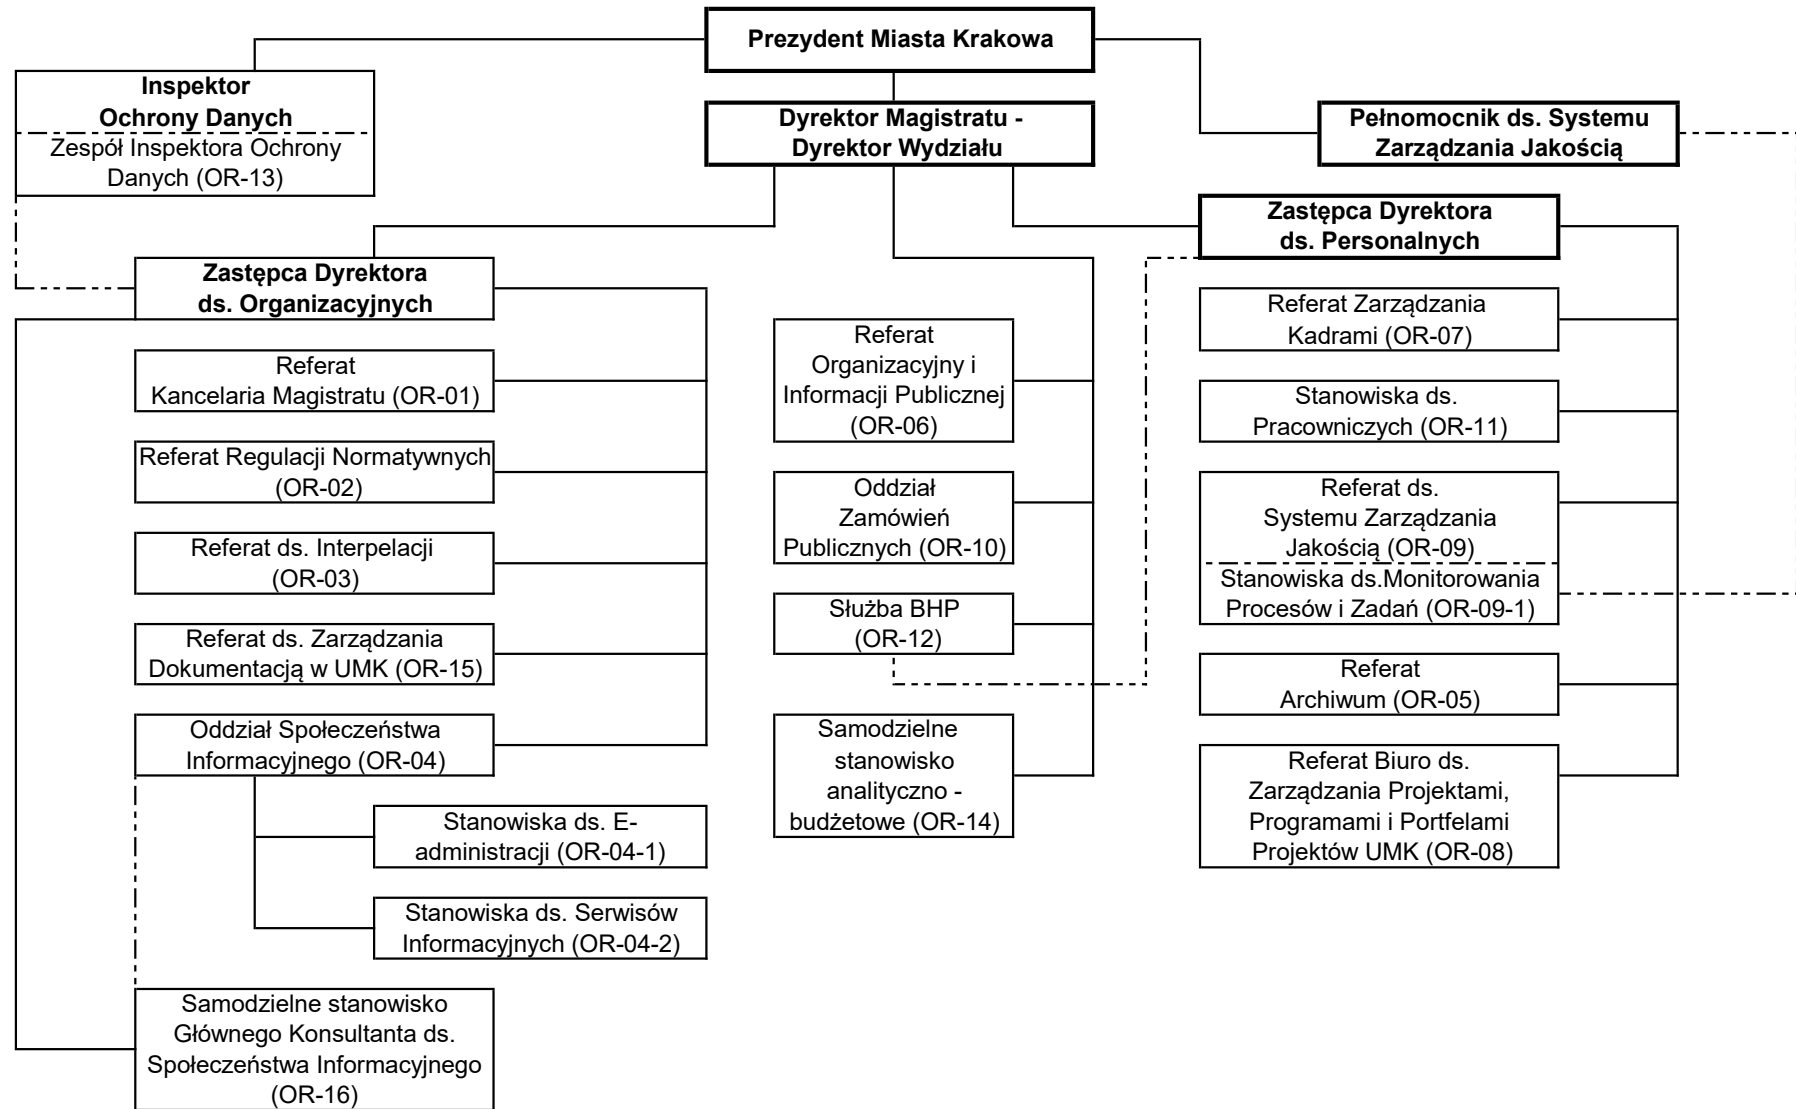 Prezydent Miasta Krakowa
Inspektor
Ochrony Danych
Zespół Inspektora Ochrony
Danych (OR-13)
Dyrektor Magistratu -
Dyrektor Wydziału
Pełnomocnik ds. Systemu
Zarządzania Jakością
Zastępca Dyrektora
ds. Organizacyjnych
Referat
Kancelaria Magistratu (OR-01)
Referat Regulacji Normatywnych
(OR-02)
Referat ds. Interpelacji
(OR-03)
Referat ds. Zarządzania
Dokumentacją w UMK (OR-15)
Oddział Społeczeństwa
Informacyjnego (OR-04)
Stanowiska ds. E-
administracji (OR-04-1)
Stanowiska ds. Serwisów
Informacyjnych (OR-04-2)
Samodzielne stanowisko
Głównego Konsultanta ds.
Społeczeństwa Informacyjnego
(OR-16)
Referat
Organizacyjny i
Informacji Publicznej
(OR-06)
Oddział
Zamówień
Publicznych (OR-10)
Służba BHP
(OR-12)
Samodzielne
stanowisko
analityczno -
budżetowe (OR-14)
Zastępca Dyrektora
ds. Personalnych
Referat Zarządzania
Kadrami (OR-07)
Stanowiska ds.
Pracowniczych (OR-11)
Referat ds.
Systemu Zarządzania
Jakością (OR-09)
Stanowiska ds.Monitorowania
Procesów i Zadań (OR-09-1)
Referat
Archiwum (OR-05)
Referat Biuro ds.
Zarządzania Projektami,
Programami i Portfelami
Projektów UMK (OR-08)